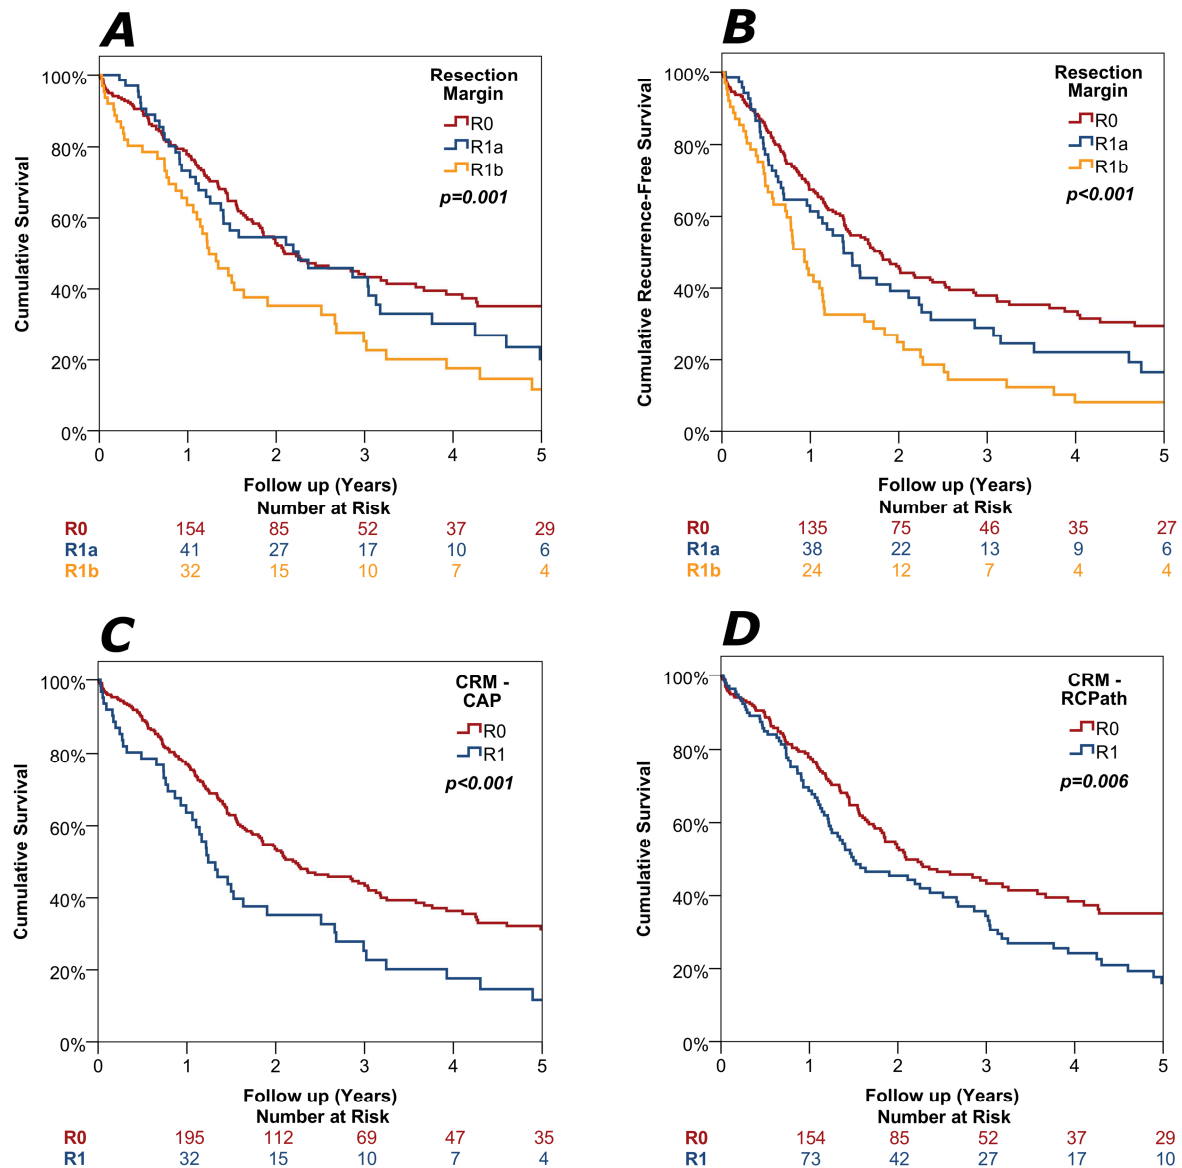 A
Cumulative Survival
100%
80%
60%
40%
20%
0%
Resection
Margin
R0
R1a
R1b
p=0.001
0 1 2 3 4 5
Follow up (Years)
Number at Risk
R0 154 85 52 37 29
R1a 41 27 17 10 6
R1b 32 15 10 7 4
B
Cumulative Recurrence-Free Survival
100%
80%
60%
40%
20%
0%
Resection
Margin
R0
R1a
R1b
p<0.001
0 1 2 3 4 5
Follow up (Years)
Number at Risk
R0 135 75 46 35 27
R1a 38 22 13 9 6
R1b 24 12 7 4 4
C
Cumulative Survival
100%
80%
60%
40%
20%
0%
CRM -
CAP
R0
R1
p<0.001
0 1 2 3 4 5
Follow up (Years)
Number at Risk
R0 195 112 69 47 35
R1 32 15 10 7 4
D
Cumulative Survival
100%
80%
60%
40%
20%
0%
CRM -
RCPath
R0
R1
p=0.006
0 1 2 3 4 5
Follow up (Years)
Number at Risk
R0 154 85 52 37 29
R1 73 42 27 17 10